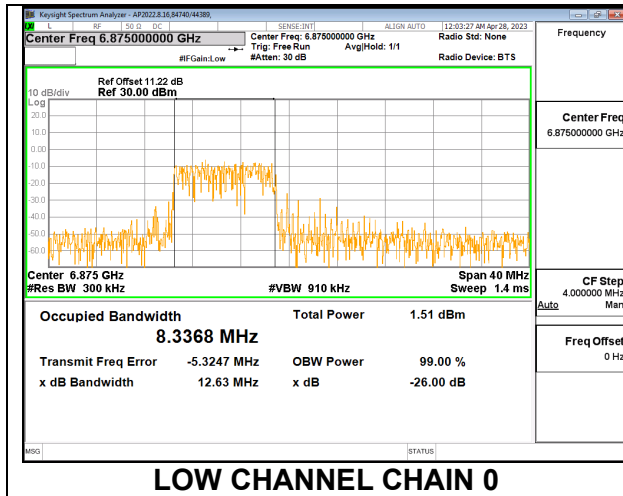 Keysight Spectrum Analyzer - AP2022.8.16,84740/44389,
L RF 50 Ω DC SENSE:INT ALIGN AUTO 12:03:27 AM Apr 28, 2023
Center Freq 6.875000000 GHz
Center Freq: 6.875000000 GHz Radio Std: None
Trig: Free Run Avg|Hold: 1/1
#IFGain:Low #Atten: 30 dB Radio Device: BTS
Frequency
Ref Offset 11.22 dB
10 dB/div Ref 30.00 dBm
Log
20.0
10.0
0.00
-10.0
-20.0
-30.0
-40.0
-50.0
-60.0
Center Freq
6.875000000 GHz
Center 6.875 GHz Span 40 MHz
#Res BW 300 kHz #VBW 910 kHz Sweep 1.4 ms
CF Step
4.000000 MHz
Auto Man
Occupied Bandwidth Total Power 1.51 dBm
8.3368 MHz
Transmit Freq Error -5.3247 MHz OBW Power 99.00 %
x dB Bandwidth 12.63 MHz x dB -26.00 dB
Freq Offset
0 Hz
MSG STATUS
LOW CHANNEL CHAIN 0